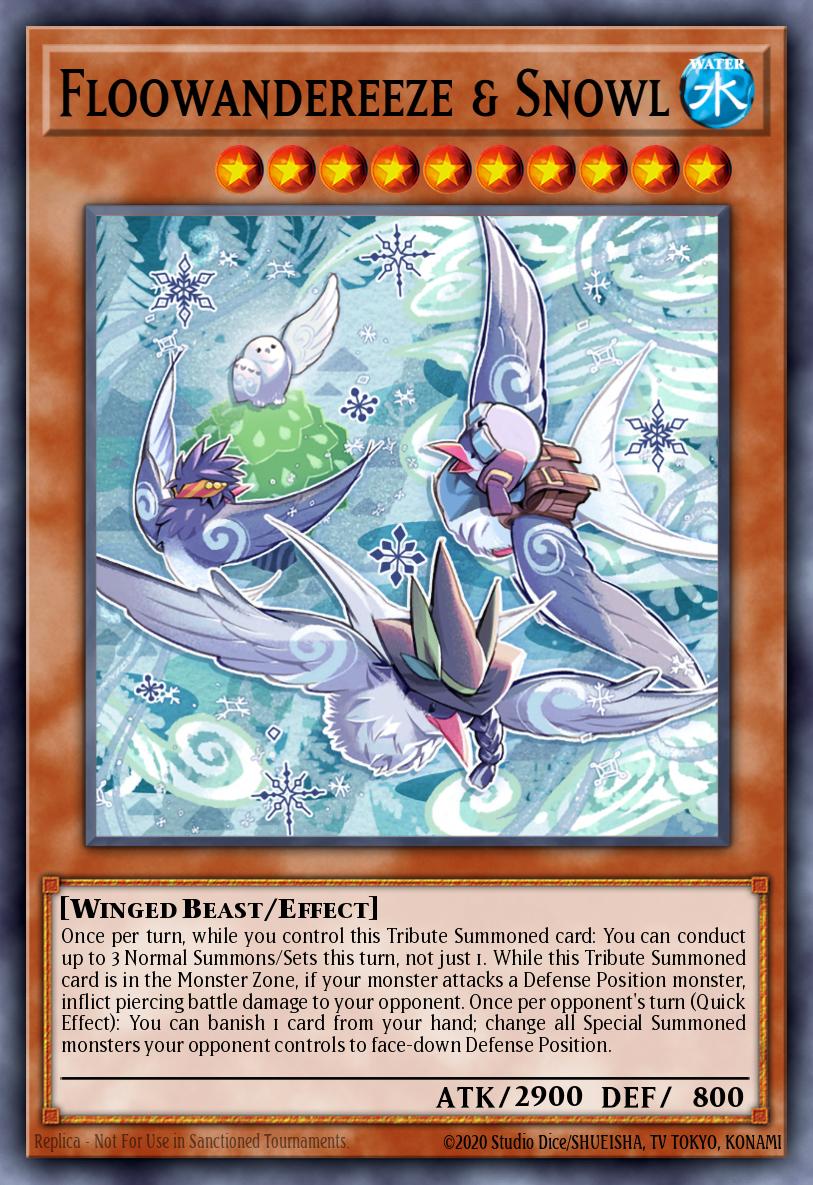 Floowandereeze & Snowl
WATER
水
[Winged Beast/Effect]
Once per turn, while you control this Tribute Summoned card: You can conduct
up to 3 Normal Summons/Sets this turn, not just 1. While this Tribute Summoned
card is in the Monster Zone, if your monster attacks a Defense Position monster,
inflict piercing battle damage to your opponent. Once per opponent's turn (Quick
Effect): You can banish 1 card from your hand; change all Special Summoned
monsters your opponent controls to face-down Defense Position.
ATK/2900 DEF/ 800
Replica - Not For Use in Sanctioned Tournaments.
©2020 Studio Dice/SHUEISHA, TV TOKYO, KONAMI